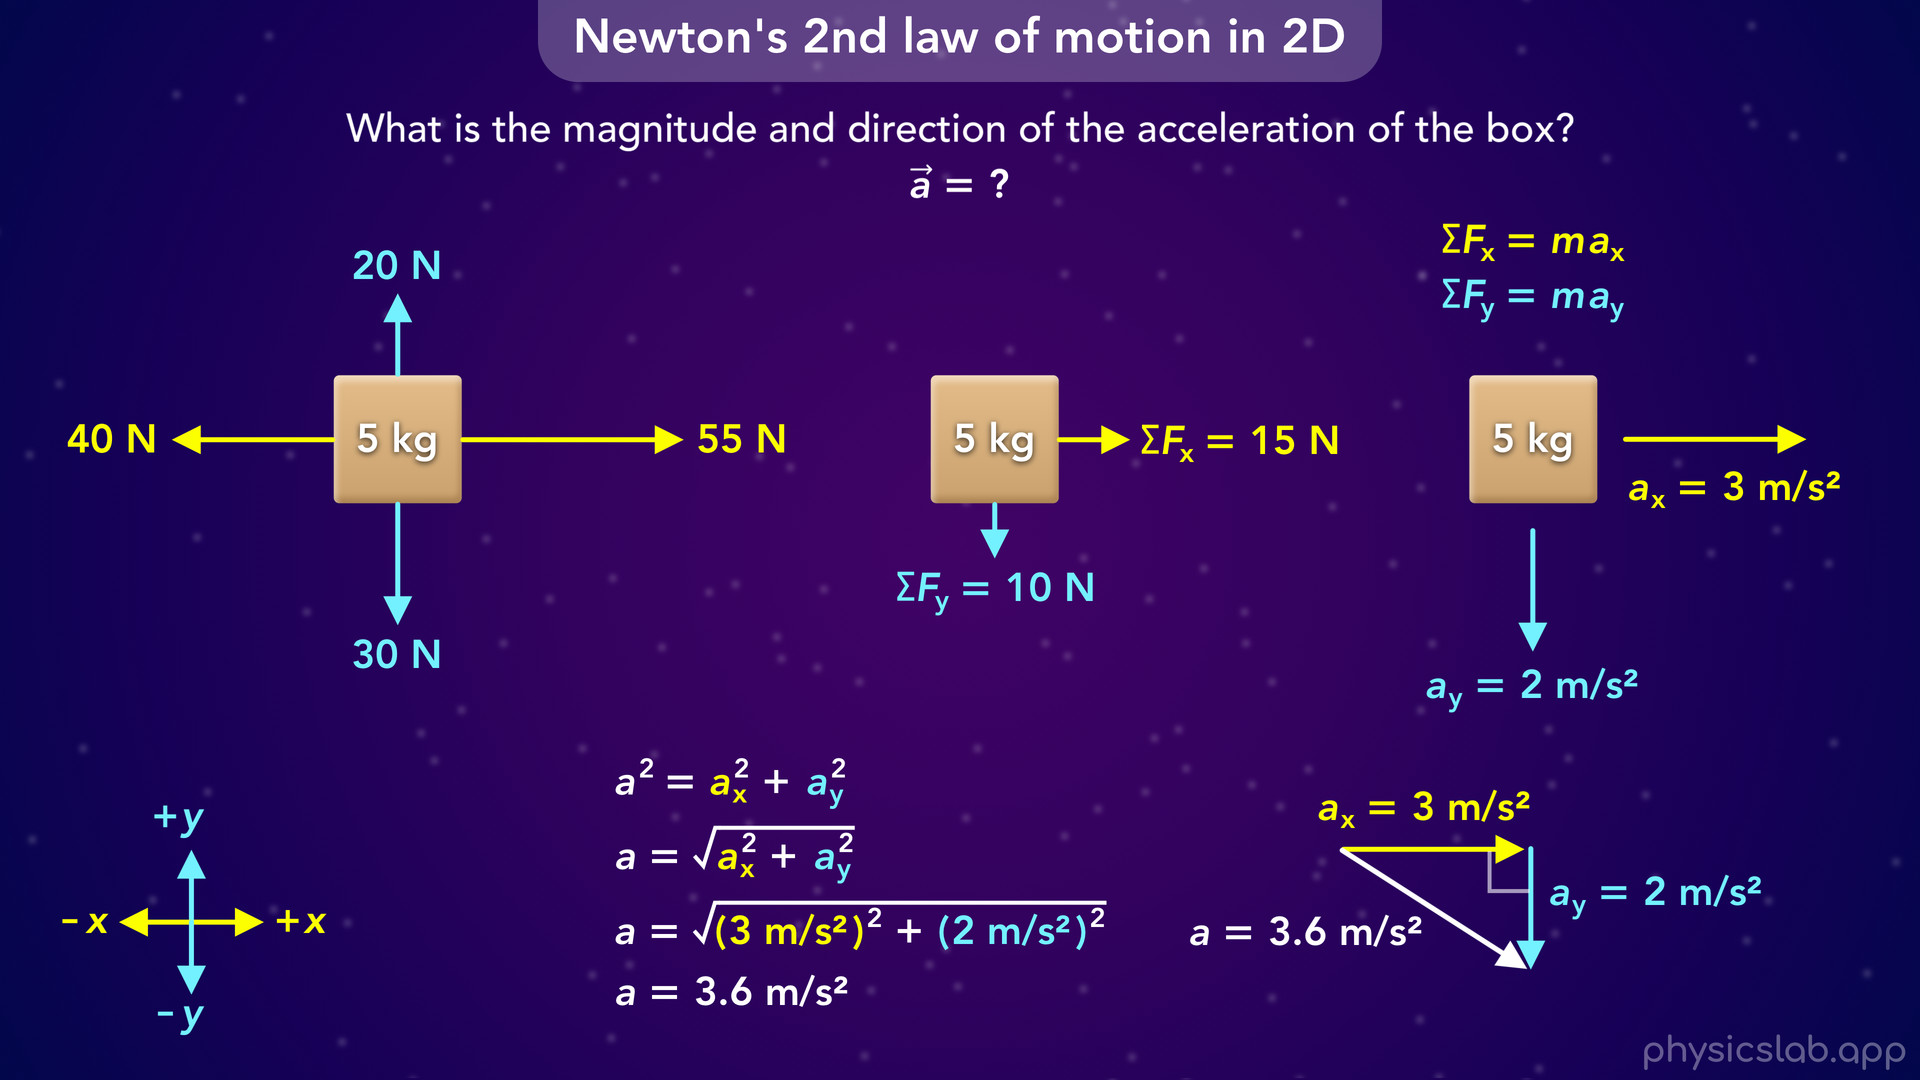 Newton's 2nd law of motion in 2D
What is the magnitude and direction of the acceleration of the box?
a⃗ = ?
20 N
40 N
5 kg
55 N
30 N
5 kg
ΣFx = 15 N
ΣFy = 10 N
ΣFx = max
ΣFy = may
5 kg
ax = 3 m/s²
ay = 2 m/s²
+y
-x
+x
-y
a² = ax² + ay²
a = √ax² + ay²
a = √(3 m/s²)² + (2 m/s²)²
a = 3.6 m/s²
ax = 3 m/s²
ay = 2 m/s²
a = 3.6 m/s²
physicslab.app